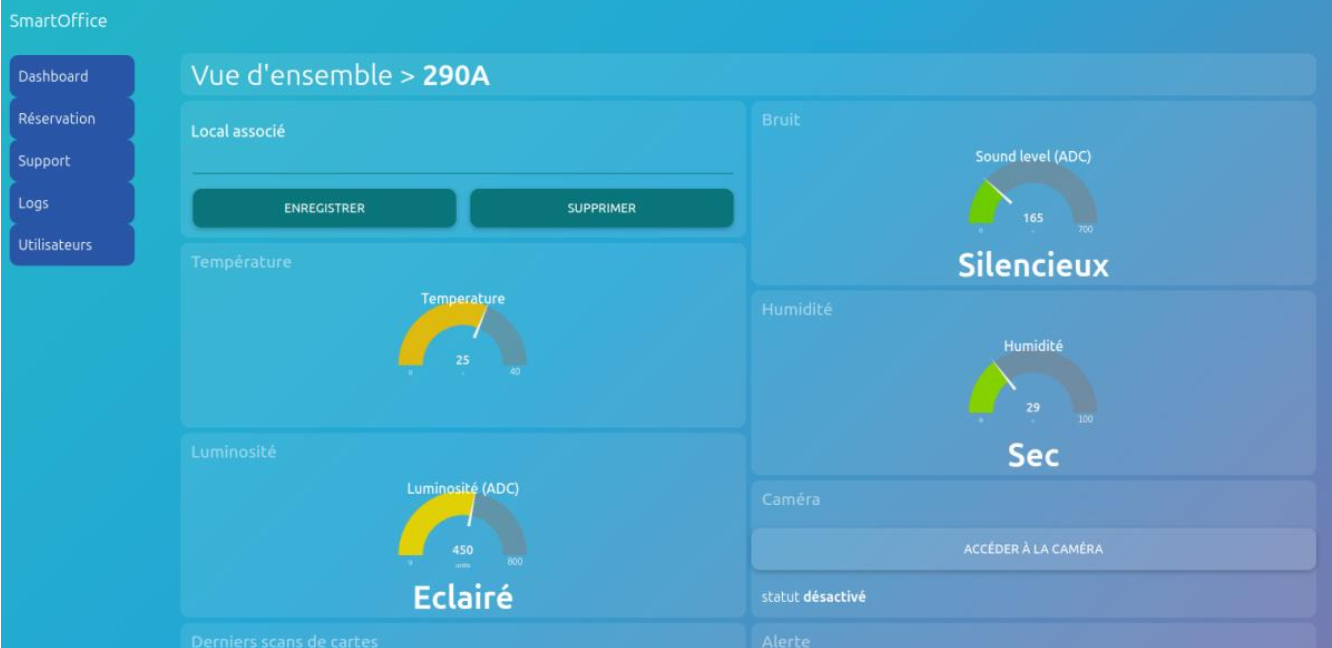 SmartOffice
Dashboard
Réservation
Support
Logs
Utilisateurs
Vue d'ensemble > 290A
Local associé
ENREGISTRER
SUPPRIMER
Température
Temperature
25
0
40
Luminosité
Luminosité (ADC)
450
0
units
800
Eclairé
Derniers scans de cartes
Bruit
Sound level (ADC)
165
0
700
Silencieux
Humidité
Humidité
29
0
100
Sec
Caméra
ACCÉDER À LA CAMÉRA
statut désactivé
Alerte